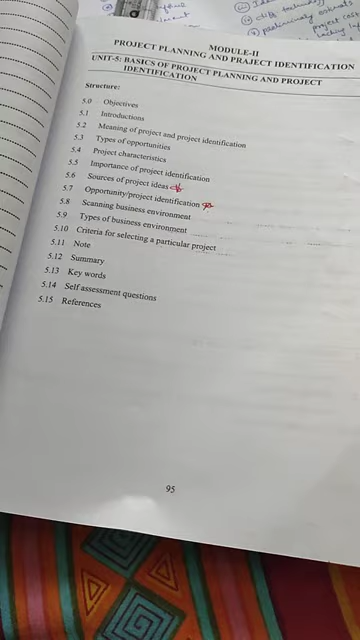 MODULE-II
PROJECT PLANNING AND PRAJECT IDENTIFICATION
UNIT-5: BASICS OF PROJECT PLANNING AND PROJECT
IDENTIFICATION
Structure:
5.0 Objectives
5.1 Introductions
5.2 Meaning of project and project identification
5.3 Types of opportunities
5.4 Project characteristics
5.5 Importance of project identification
5.6 Sources of project ideas
5.7 Opportunity/project identification
5.8 Scanning business environment
5.9 Types of business environment
5.10 Criteria for selecting a particular project
5.11 Note
5.12 Summary
5.13 Key words
5.14 Self assessment questions
5.15 References
95